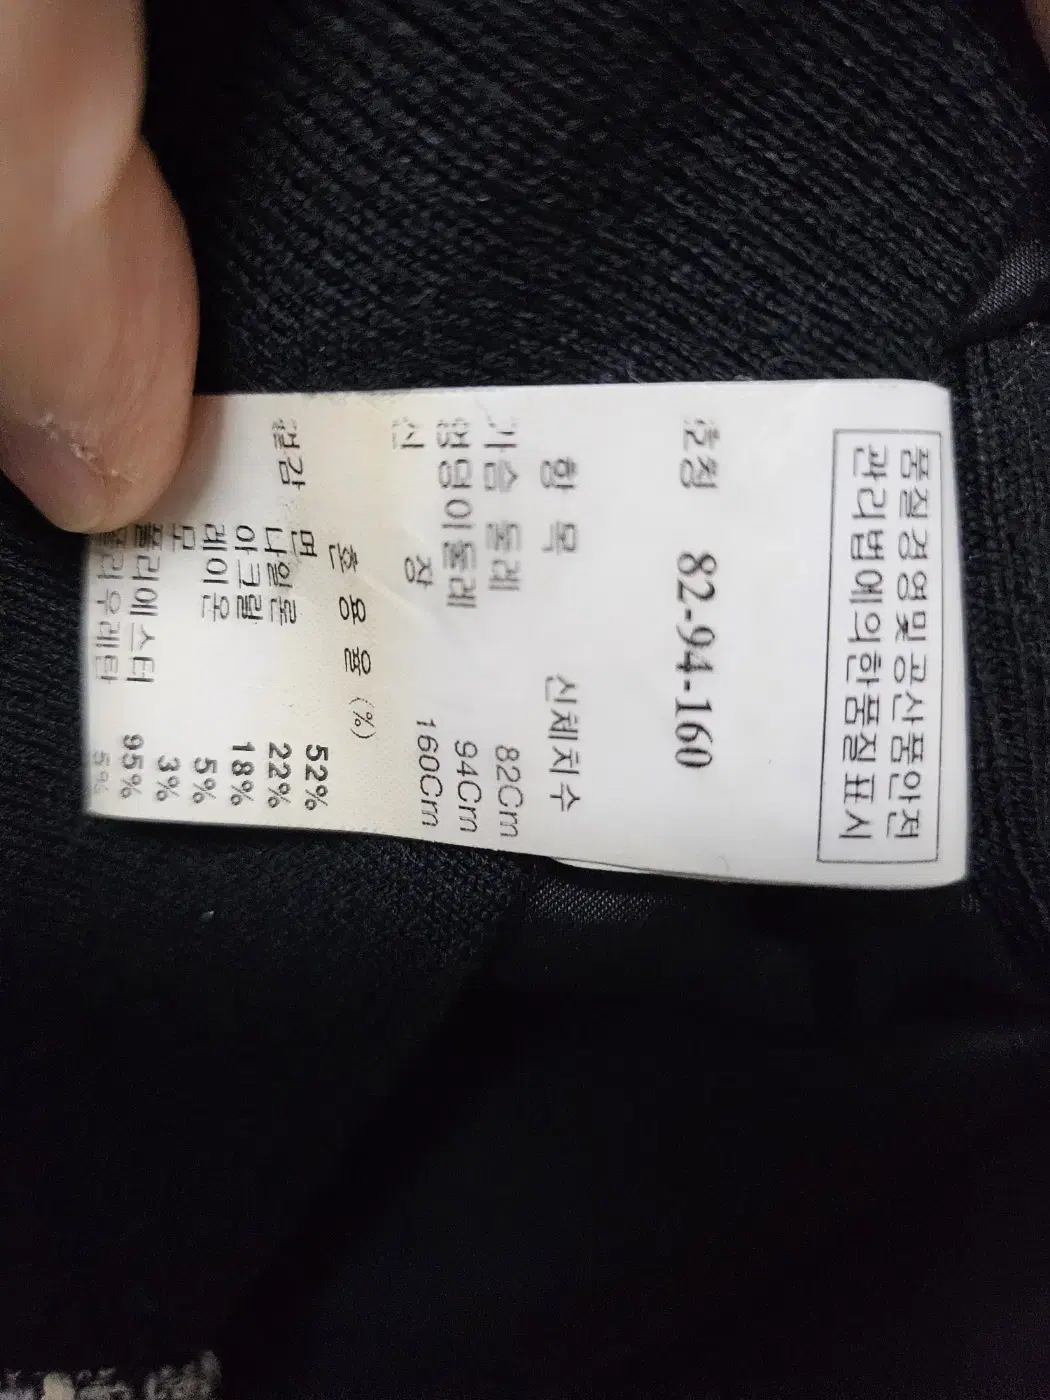 품질경영및공산품안전
관리법에의한품질표시
호칭 82-94-160
항 목 신체치수
가슴 둘레 82Cm
엉덩이둘레 94Cm
신 장 160Cm
혼 용 율 (%)
겉감 면 52%
나일론 22%
아크릴 18%
레이온 5%
모 3%
폴리에스터 95%
폴리우레탄 5%